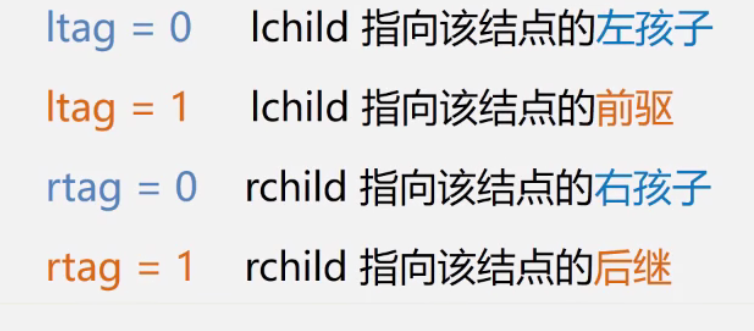 ltag = 0 lchild 指向该结点的左孩子
ltag = 1 lchild 指向该结点的前驱
rtag = 0 rchild 指向该结点的右孩子
rtag = 1 rchild 指向该结点的后继